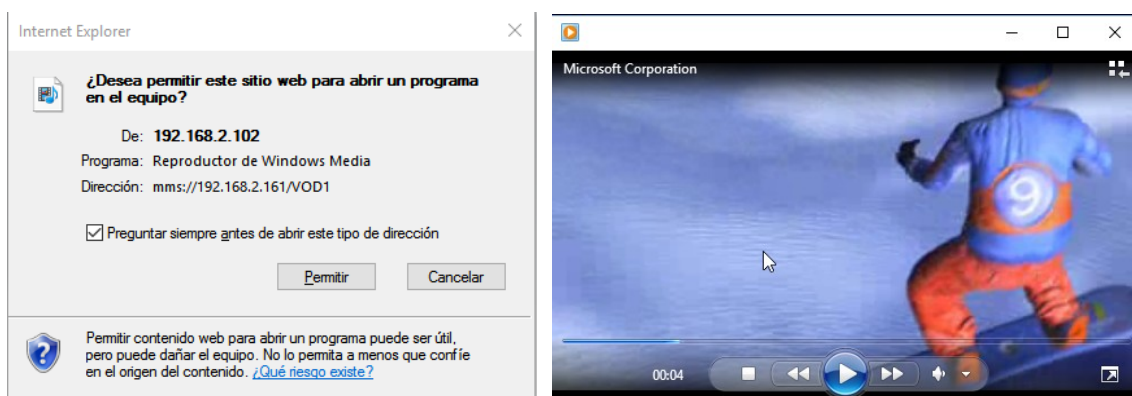 Internet Explorer
¿Desea permitir este sitio web para abrir un programa
en el equipo?
De: 192.168.2.102
Programa: Reproductor de Windows Media
Dirección: mms://192.168.2.161/VOD1
Preguntar siempre antes de abrir este tipo de dirección
Permitir Cancelar
Permitir contenido web para abrir un programa puede ser útil,
pero puede dañar el equipo. No lo permita a menos que confíe
en el origen del contenido. ¿Qué riesgo existe?
Microsoft Corporation
9
00:04